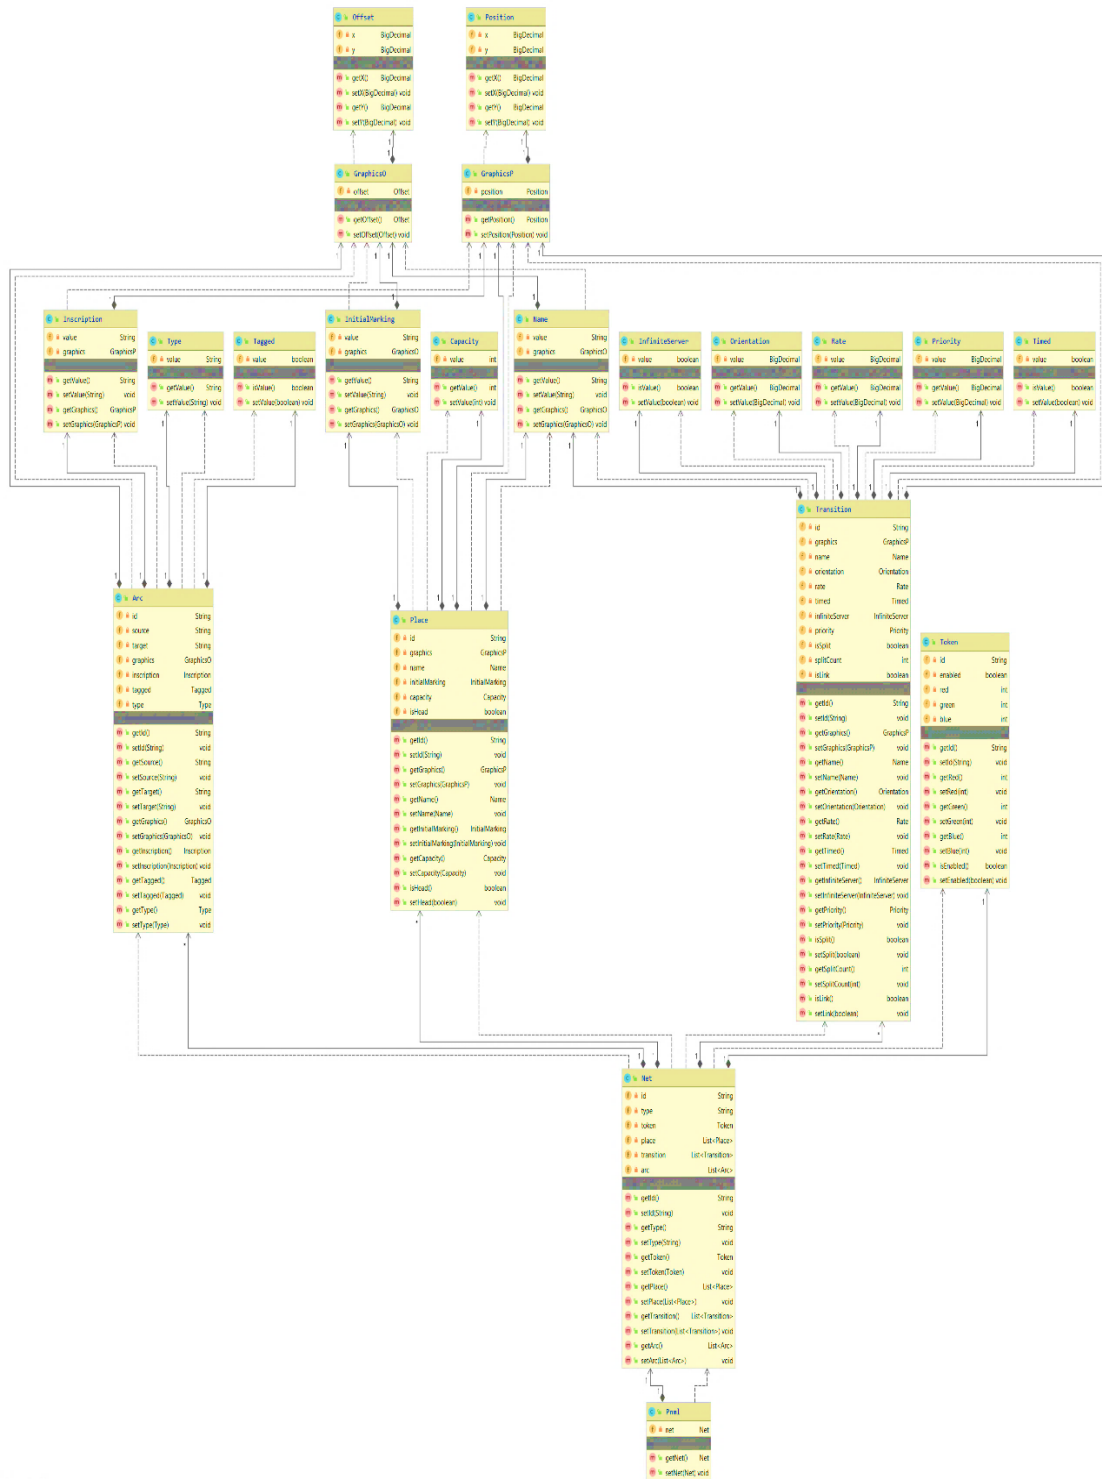 Offset
x BigDecimal
y BigDecimal
getX() BigDecimal
setX(BigDecimal) void
getY() BigDecimal
setY(BigDecimal) void
Position
x BigDecimal
y BigDecimal
getX() BigDecimal
setX(BigDecimal) void
getY() BigDecimal
setY(BigDecimal) void
GraphicsO
offset Offset
getOffset() Offset
setOffset(Offset) void
GraphicsP
position Position
getPosition() Position
setPosition(Position) void
Inscription
value String
graphics GraphicsP
getValue() String
setValue(String) void
getGraphics() GraphicsP
setGraphics(GraphicsP) void
Type
value String
getValue() String
setValue(String) void
Tagged
value boolean
isValue() boolean
setValue(boolean) void
InitialMarking
value String
graphics GraphicsO
getValue() String
setValue(String) void
getGraphics() GraphicsO
setGraphics(GraphicsO) void
Capacity
value int
getValue() int
setValue(int) void
Name
value String
graphics GraphicsO
getValue() String
setValue(String) void
getGraphics() GraphicsO
setGraphics(GraphicsO) void
InfiniteServer
value boolean
isValue() boolean
setValue(boolean) void
Orientation
value BigDecimal
getValue() BigDecimal
setValue(BigDecimal) void
Rate
value BigDecimal
getValue() BigDecimal
setValue(BigDecimal) void
Priority
value BigDecimal
getValue() BigDecimal
setValue(BigDecimal) void
Timed
value boolean
isValue() boolean
setValue(boolean) void
Arc
id String
source String
target String
graphics GraphicsO
inscription Inscription
tagged Tagged
type Type
getId() String
setId(String) void
getSource() String
setSource(String) void
getTarget() String
setTarget(String) void
getGraphics() GraphicsO
setGraphics(GraphicsO) void
getInscription() Inscription
setInscription(Inscription) void
getTagged() Tagged
setTagged(Tagged) void
getType() Type
setType(Type) void
Place
id String
graphics GraphicsP
name Name
initialMarking InitialMarking
capacity Capacity
isHead boolean
getId() String
setId(String) void
getGraphics() GraphicsP
setGraphics(GraphicsP) void
getName() Name
setName(Name) void
getInitialMarking() InitialMarking
setInitialMarking(InitialMarking) void
getCapacity() Capacity
setCapacity(Capacity) void
isHead() boolean
setHead(boolean) void
Transition
id String
graphics GraphicsP
name Name
orientation Orientation
rate Rate
timed Timed
infiniteServer InfiniteServer
priority Priority
isSplit boolean
splitCount int
isLink boolean
getId() String
setId(String) void
getGraphics() GraphicsP
setGraphics(GraphicsP) void
getName() Name
setName(Name) void
getOrientation() Orientation
setOrientation(Orientation) void
getRate() Rate
setRate(Rate) void
getTimed() Timed
setTimed(Timed) void
getInfiniteServer() InfiniteServer
setInfiniteServer(InfiniteServer) void
getPriority() Priority
setPriority(Priority) void
isSplit() boolean
setSplit(boolean) void
getSplitCount() int
setSplitCount(int) void
isLink() boolean
setLink(boolean) void
Token
id String
enabled boolean
red int
green int
blue int
getId() String
setId(String) void
getRed() int
setRed(int) void
getGreen() int
setGreen(int) void
getBlue() int
setBlue(int) void
isEnabled() boolean
setEnabled(boolean) void
Net
id String
type String
token Token
place List<Place>
transition List<Transition>
arc List<Arc>
getId() String
setId(String) void
getType() String
setType(String) void
getToken() Token
setToken(Token) void
getPlace() List<Place>
setPlace(List<Place>) void
getTransition() List<Transition>
setTransition(List<Transition>) void
getArc() List<Arc>
setArc(List<Arc>) void
Pnml
net Net
getNet() Net
setNet(Net) void